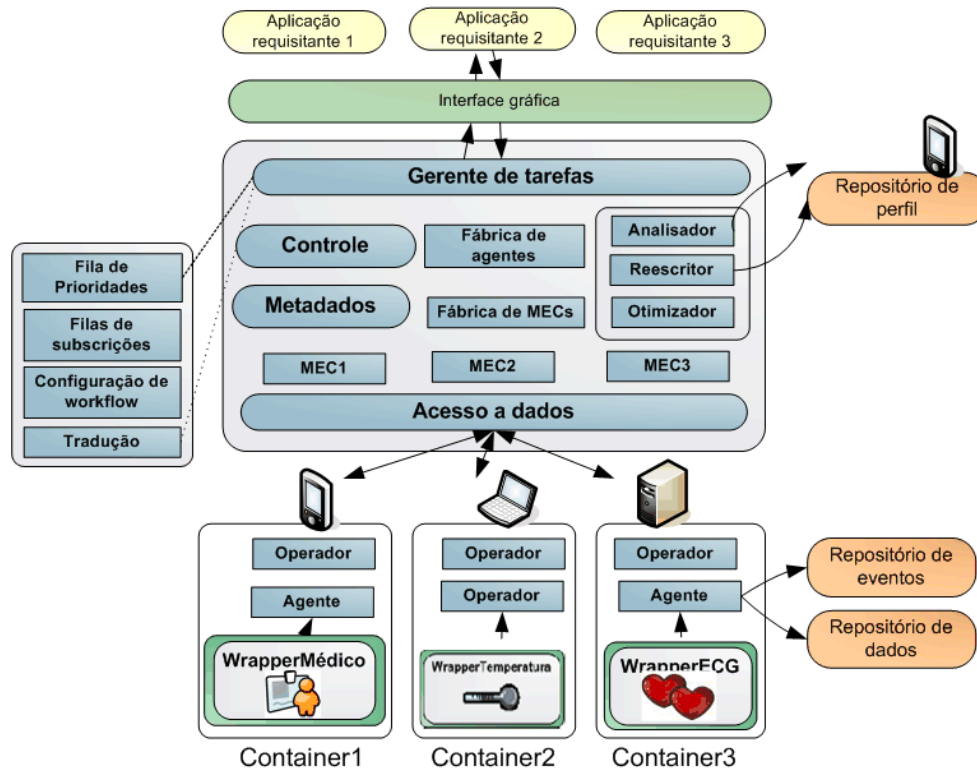 Aplicação
requisitante 1
Aplicação
requisitante 2
Aplicação
requisitante 3
Interface gráfica
Gerente de tarefas
Repositório de
perfil
Controle
Fábrica de
agentes
Analisador
Reescritor
Otimizador
Metadados
Fábrica de MECs
Fila de
Prioridades
Filas de
subscrições
Configuração de
workflow
Tradução
MEC1
MEC2
MEC3
Acesso a dados
Operador
Agente
WrapperMédico
Container1
Operador
Operador
WrapperTemperatura
Container2
Operador
Agente
WrapperECG
Container3
Repositório de
eventos
Repositório de
dados